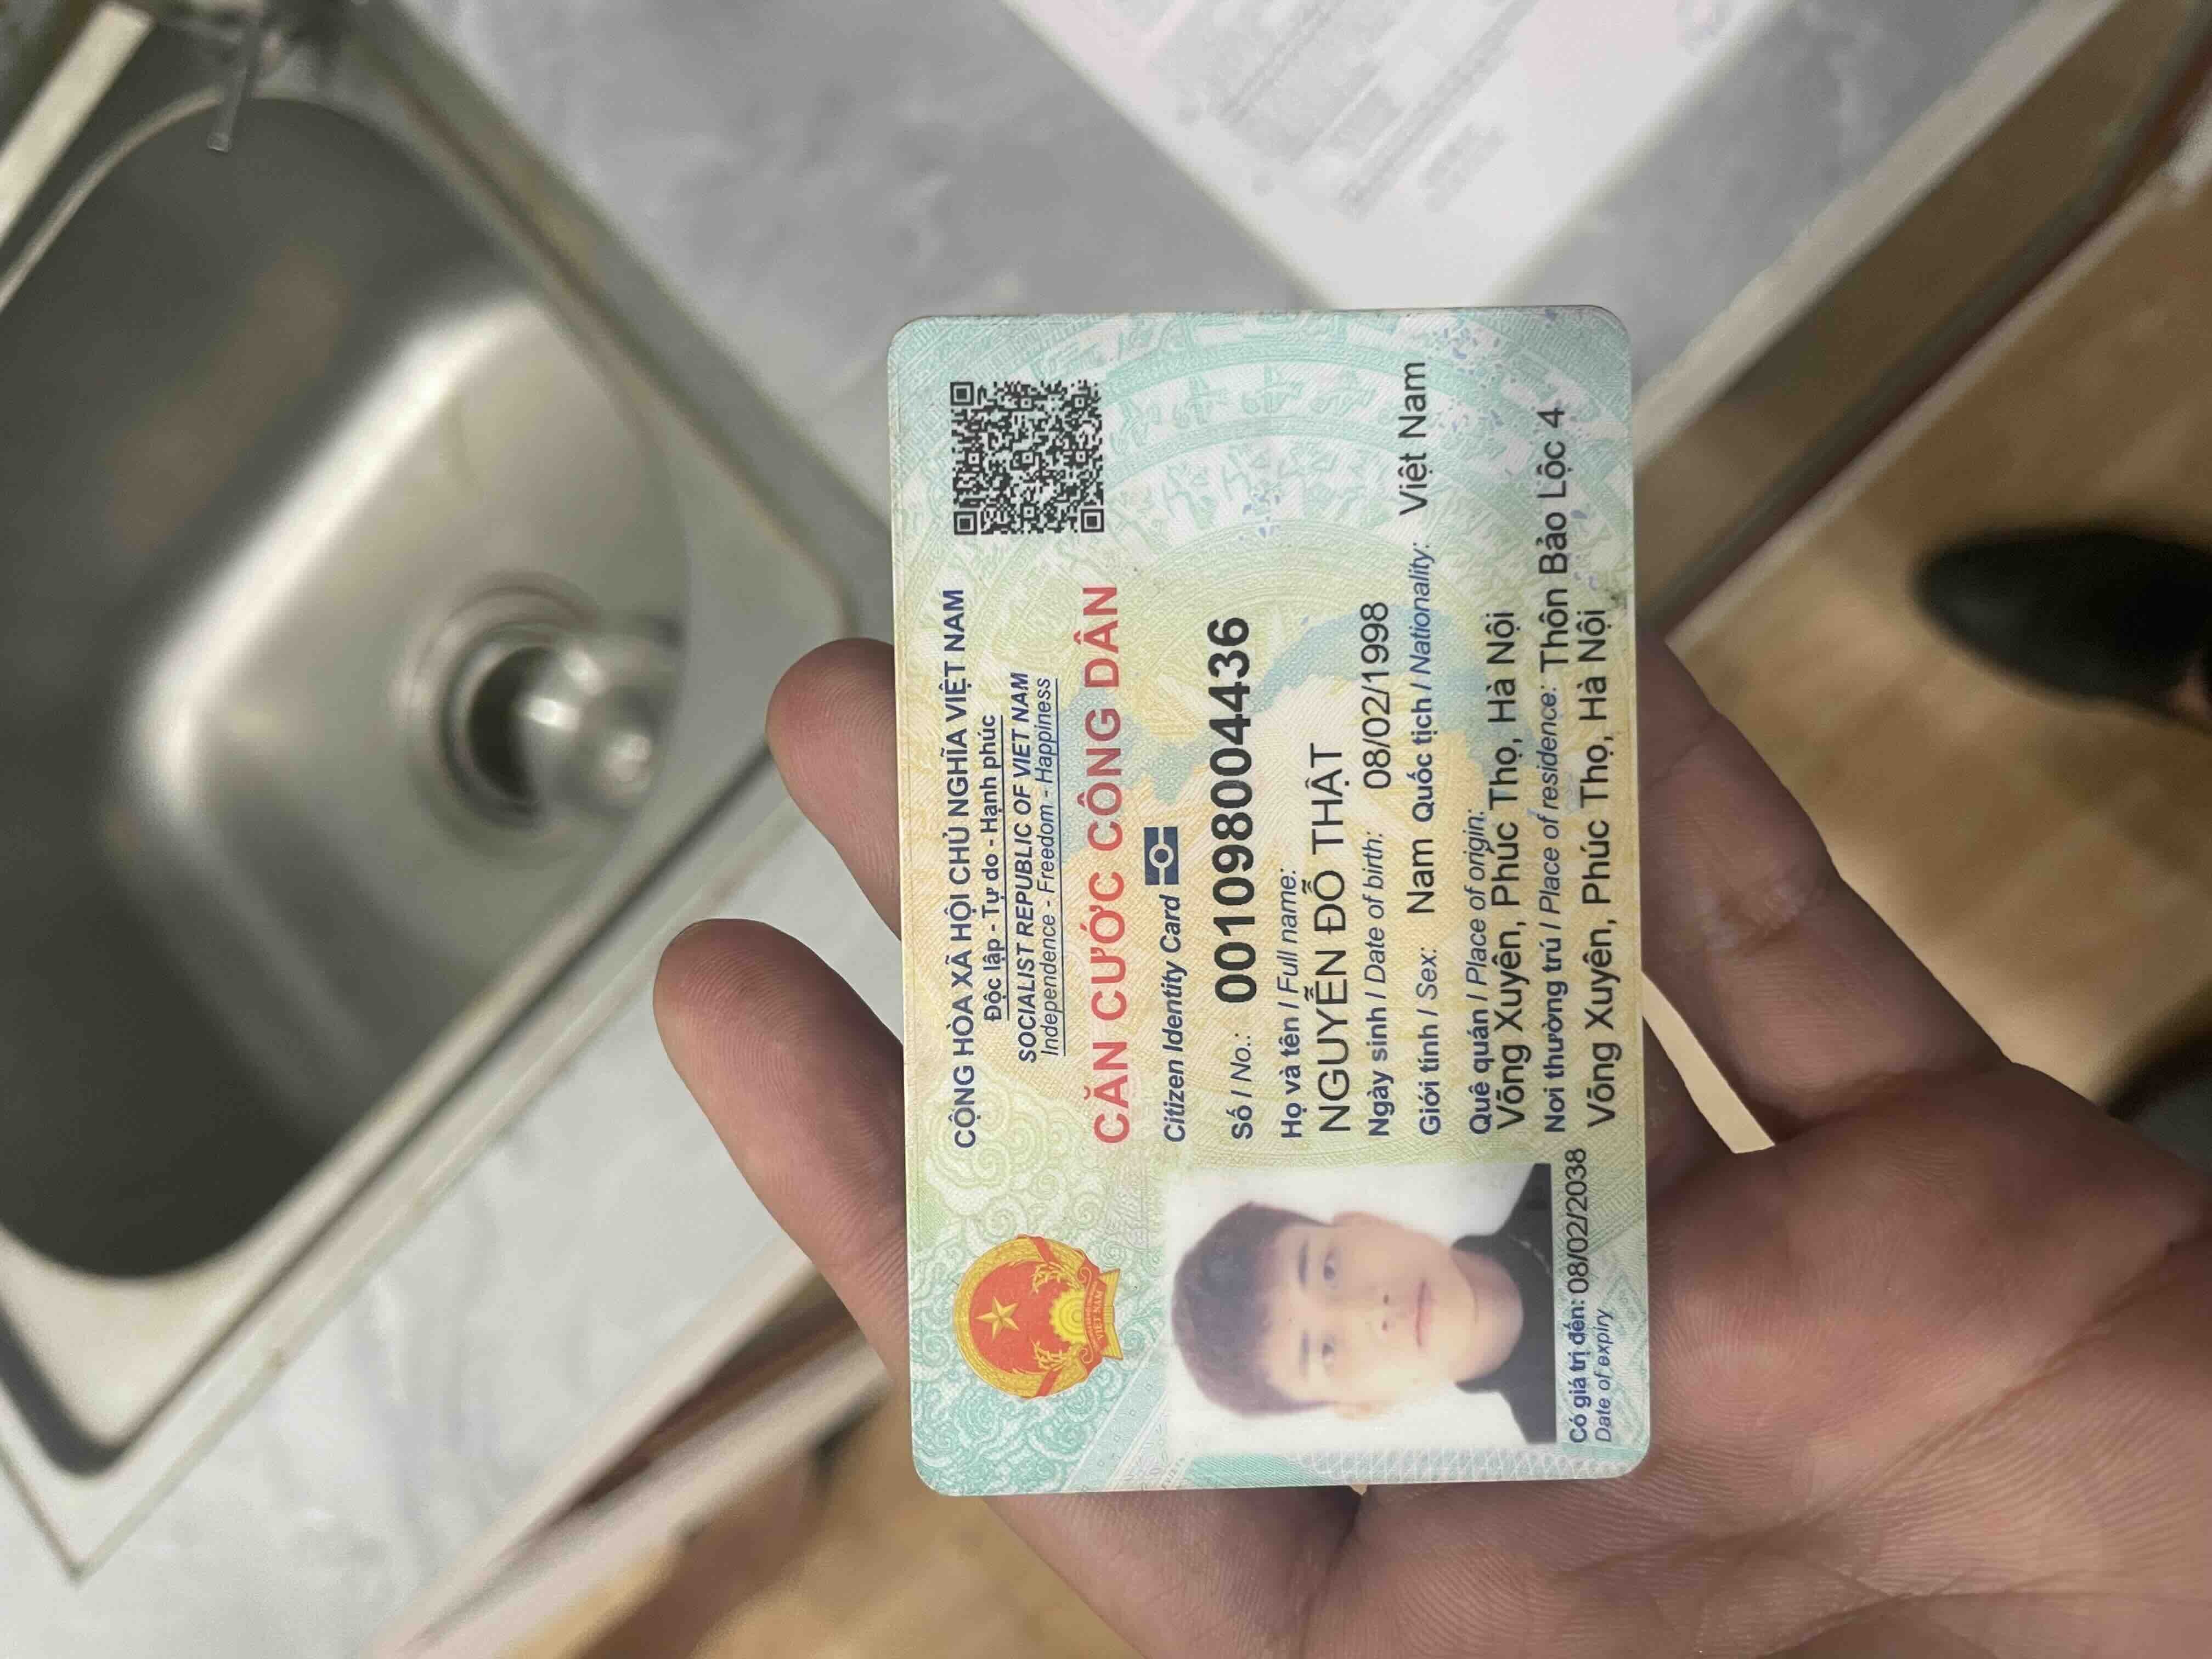 CỘNG HÒA XÃ HỘI CHỦ NGHĨA VIỆT NAM
Độc lập - Tự do - Hạnh phúc
SOCIALIST REPUBLIC OF VIET NAM
Independence - Freedom - Happiness
CĂN CƯỚC CÔNG DÂN
Citizen Identity Card
Số / No.: 001098004436
Họ và tên / Full name:
NGUYỄN ĐỖ THẬT
Ngày sinh / Date of birth: 08/02/1998
Giới tính / Sex: Nam Quốc tịch / Nationality: Việt Nam
Quê quán / Place of origin:
Võng Xuyên, Phúc Thọ, Hà Nội
Nơi thường trú / Place of residence: Thôn Bảo Lộc 4
Võng Xuyên, Phúc Thọ, Hà Nội
Có giá trị đến: 08/02/2038
Date of expiry
VIỆT NAM